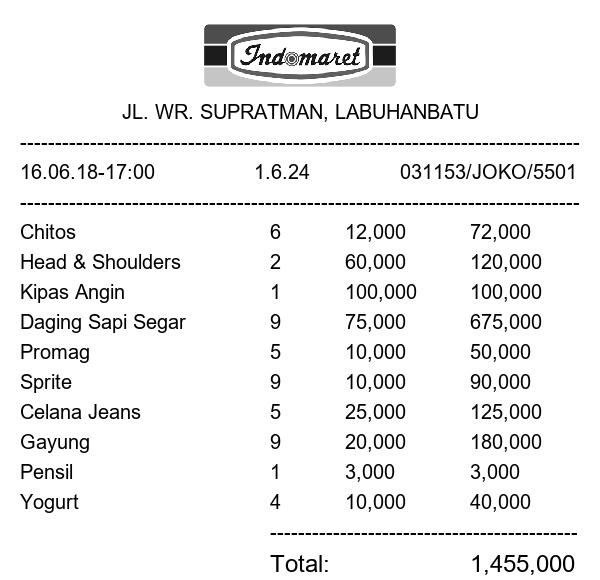 Indomaret
JL. WR. SUPRATMAN, LABUHANBATU
--------------------------------------------------------------------------------
16.06.18-17:00 1.6.24 031153/JOKO/5501
--------------------------------------------------------------------------------
Chitos 6 12,000 72,000
Head & Shoulders 2 60,000 120,000
Kipas Angin 1 100,000 100,000
Daging Sapi Segar 9 75,000 675,000
Promag 5 10,000 50,000
Sprite 9 10,000 90,000
Celana Jeans 5 25,000 125,000
Gayung 9 20,000 180,000
Pensil 1 3,000 3,000
Yogurt 4 10,000 40,000
--------------------------------------------
Total: 1,455,000